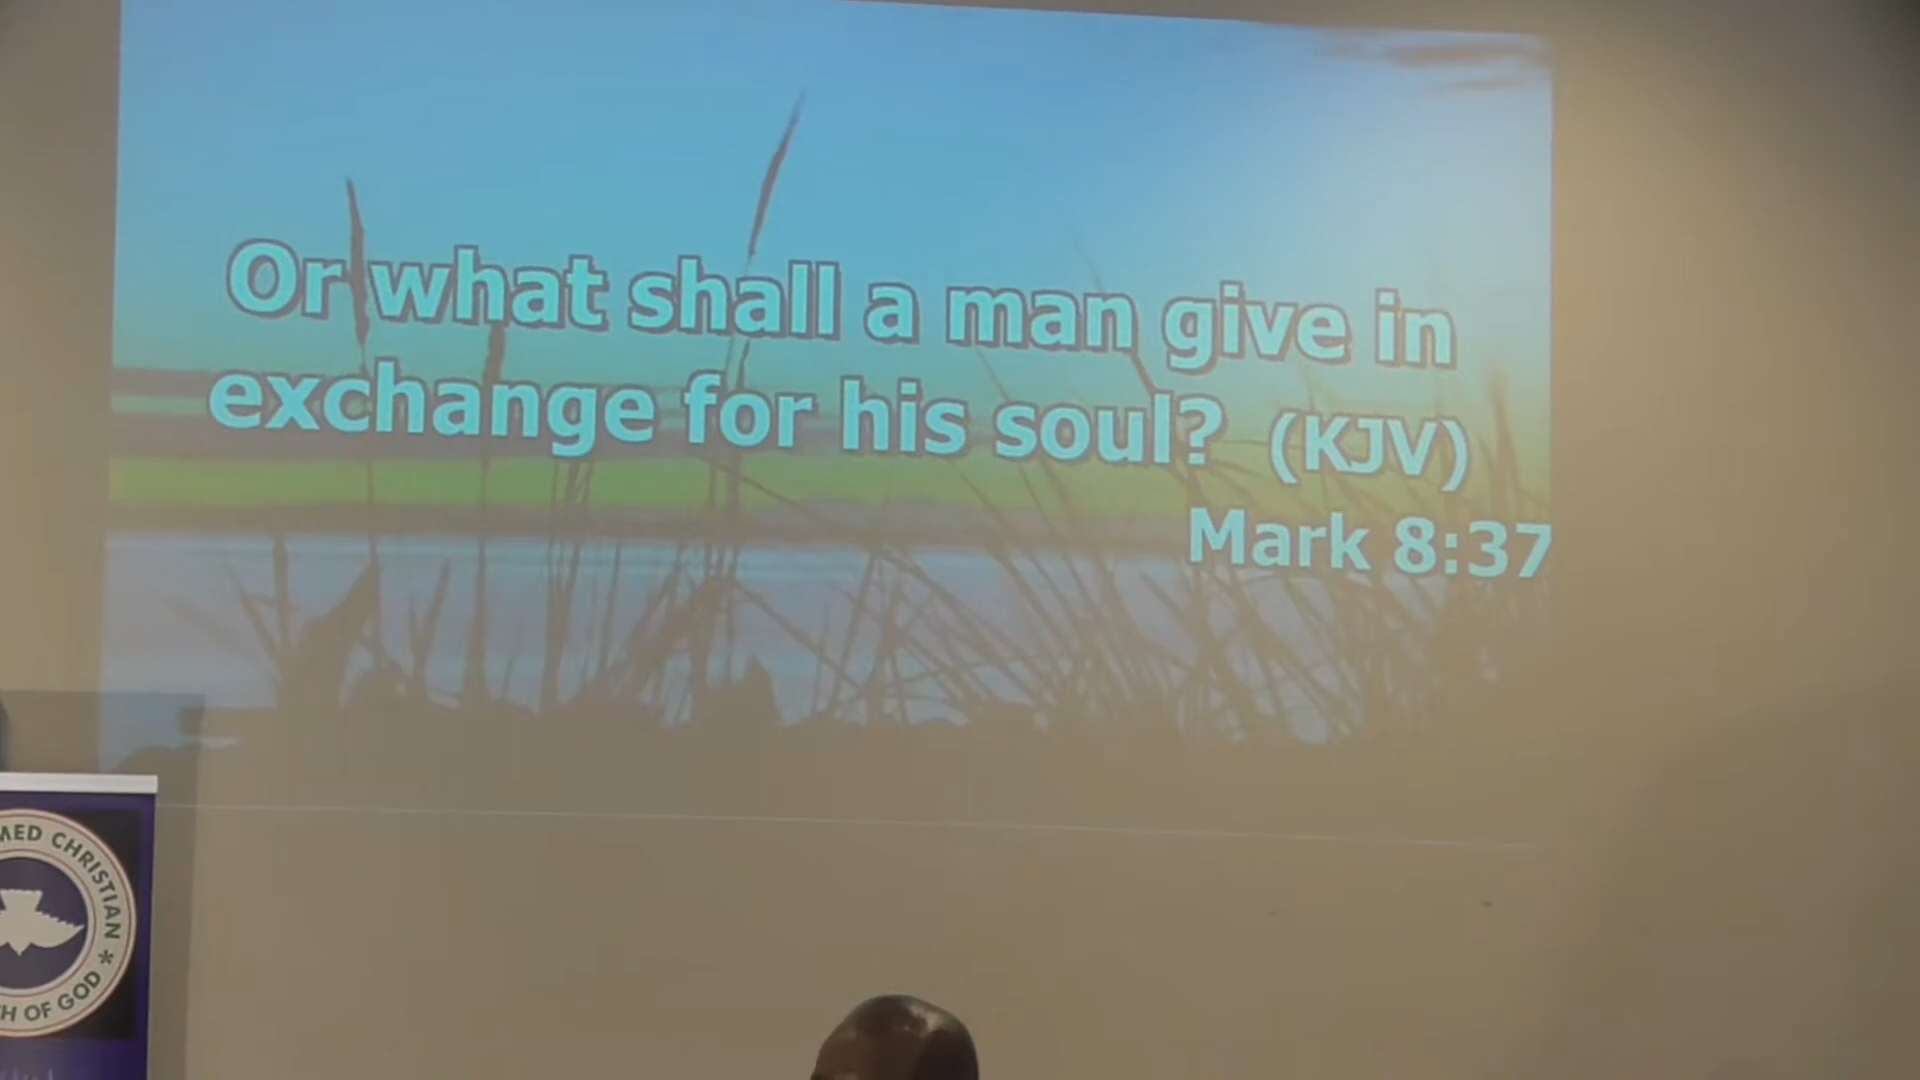 Or what shall a man give in
exchange for his soul? (KJV)
Mark 8:37
MED CHRISTIAN *
H OF GOD